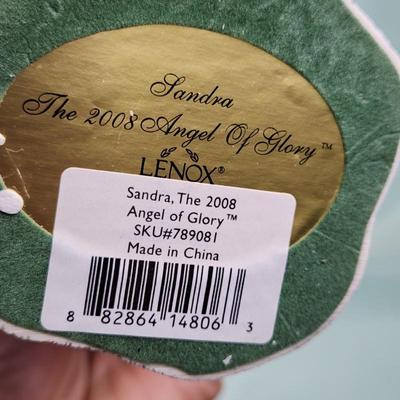 Sandra
The 2008 Angel Of Glory™
LENOX®
Sandra, The 2008
Angel of Glory™
SKU#789081
Made in China
8 82864 14806 3